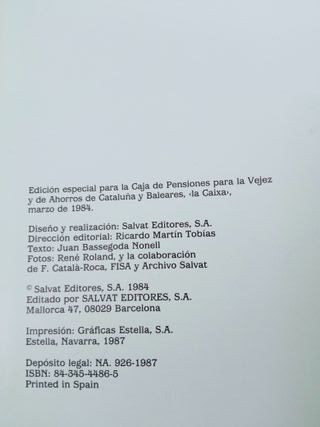 Edición especial para la Caja de Pensiones para la Vejez
y de Ahorros de Cataluña y Baleares, ‹la Caixa›,
marzo de 1984.
Diseño y realización: Salvat Editores, S.A.
Dirección editorial: Ricardo Martín Tobías
Texto: Juan Bassegoda Nonell
Fotos: René Roland, y la colaboración
de F. Català-Roca, FISA y Archivo Salvat
© Salvat Editores, S.A. 1984
Editado por SALVAT EDITORES, S.A.
Mallorca 47, 08029 Barcelona
Impresión: Gráficas Estella, S.A.
Estella, Navarra, 1987
Depósito legal: NA. 926-1987
ISBN: 84-345-4486-5
Printed in Spain